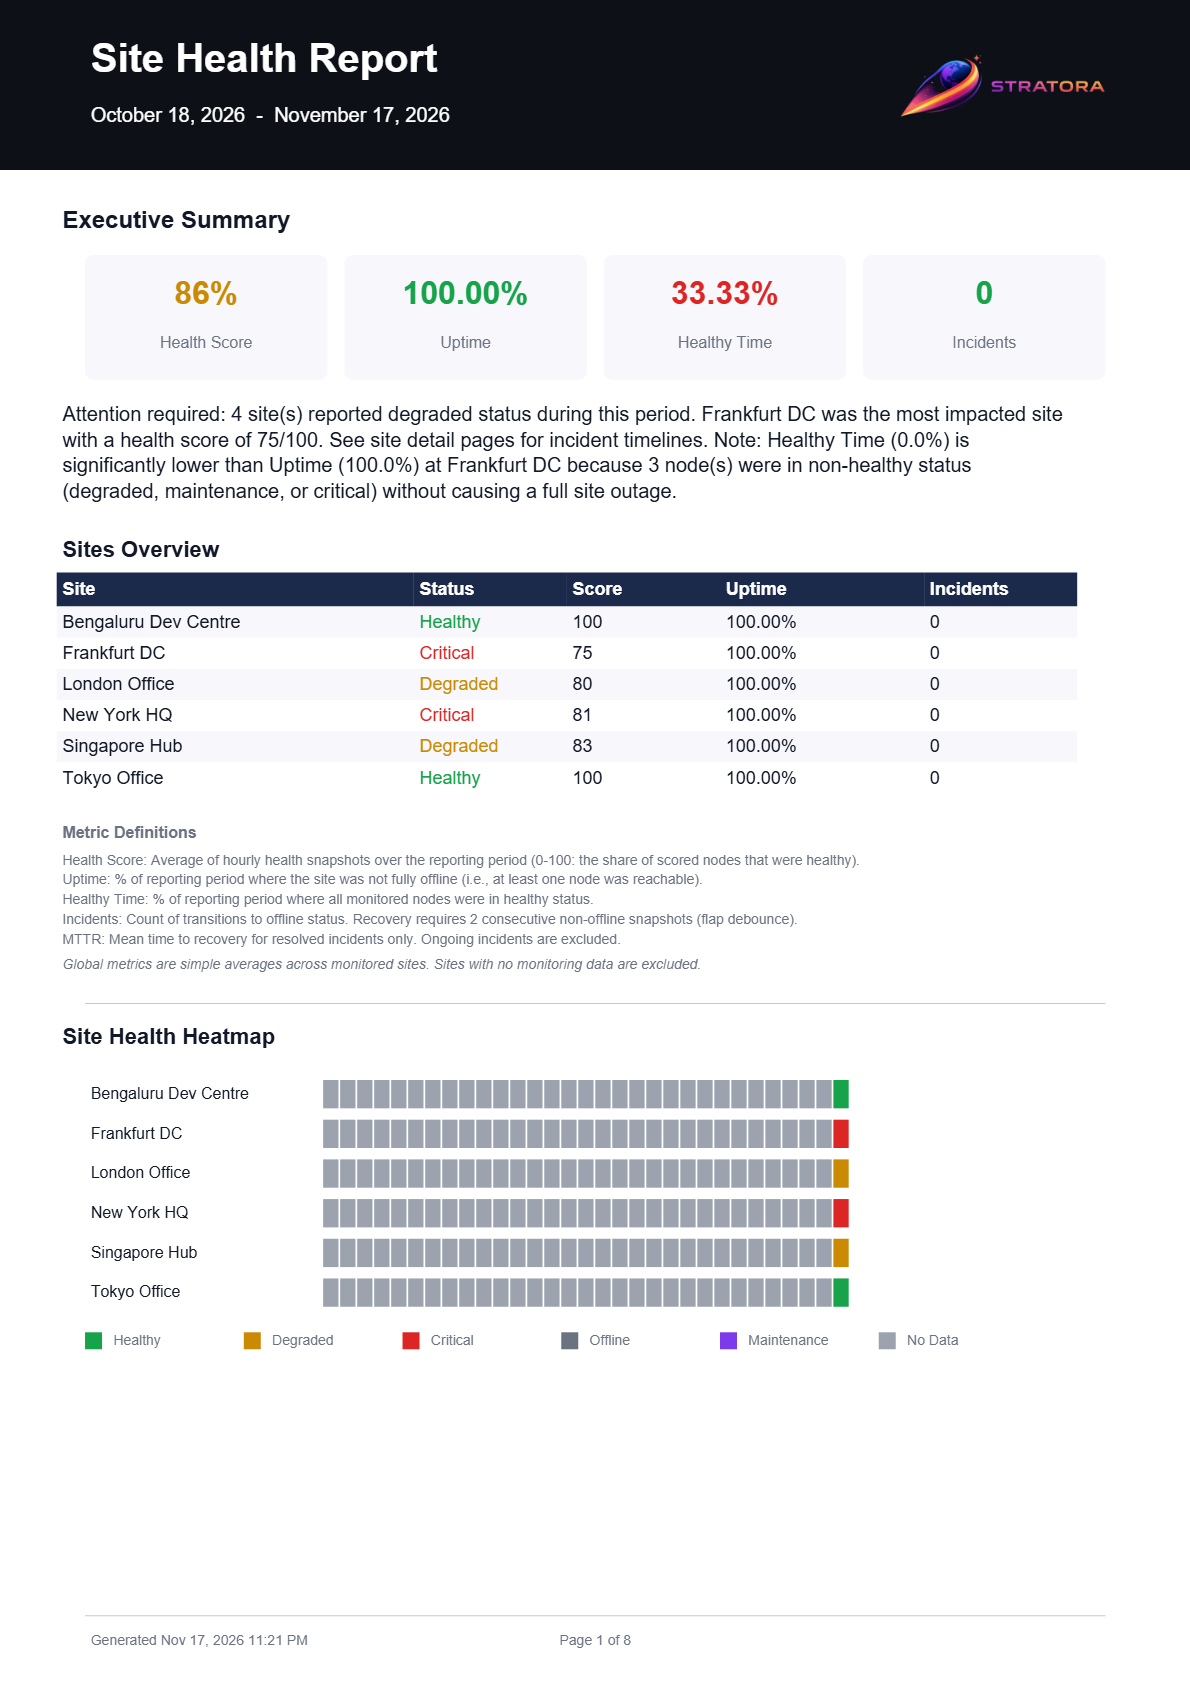 Site Health Report
October 18, 2026 - November 17, 2026
STRATORA
Executive Summary
86%
Health Score
100.00%
Uptime
33.33%
Healthy Time
0
Incidents
Attention required: 4 site(s) reported degraded status during this period. Frankfurt DC was the most impacted site
with a health score of 75/100. See site detail pages for incident timelines. Note: Healthy Time (0.0%) is
significantly lower than Uptime (100.0%) at Frankfurt DC because 3 node(s) were in non-healthy status
(degraded, maintenance, or critical) without causing a full site outage.
Sites Overview
Site Status Score Uptime Incidents
Bengaluru Dev Centre Healthy 100 100.00% 0
Frankfurt DC Critical 75 100.00% 0
London Office Degraded 80 100.00% 0
New York HQ Critical 81 100.00% 0
Singapore Hub Degraded 83 100.00% 0
Tokyo Office Healthy 100 100.00% 0
Metric Definitions
Health Score: Average of hourly health snapshots over the reporting period (0-100: the share of scored nodes that were healthy).
Uptime: % of reporting period where the site was not fully offline (i.e., at least one node was reachable).
Healthy Time: % of reporting period where all monitored nodes were in healthy status.
Incidents: Count of transitions to offline status. Recovery requires 2 consecutive non-offline snapshots (flap debounce).
MTTR: Mean time to recovery for resolved incidents only. Ongoing incidents are excluded.
Global metrics are simple averages across monitored sites. Sites with no monitoring data are excluded.
Site Health Heatmap
Bengaluru Dev Centre
Frankfurt DC
London Office
New York HQ
Singapore Hub
Tokyo Office
Healthy Degraded Critical Offline Maintenance No Data
Generated Nov 17, 2026 11:21 PM Page 1 of 8